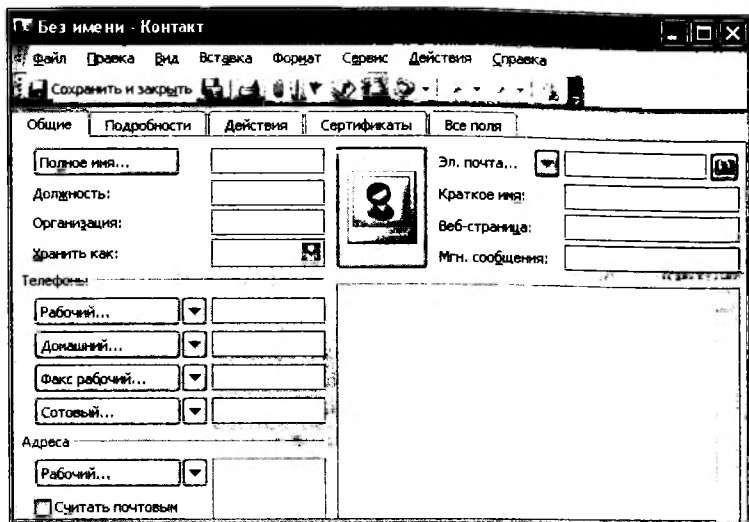 Без имени - Контакт
Файл Правка Вид Вставка Формат Сервис Действия Справка
Сохранить и закрыть
Общие Подробности Действия Сертификаты Все поля
Полное имя...
Должность:
Организация:
Хранить как:
Эл. почта...
Краткое имя:
Веб-страница:
Мгн. сообщения:
Телефоны
Рабочий...
Домашний...
Факс рабочий...
Сотовый...
Адреса
Рабочий...
Считать почтовым